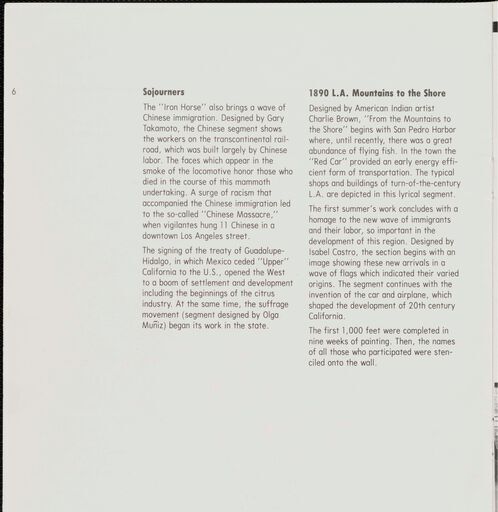 6
Sojourners
The "Iron Horse" also brings a wave of
Chinese immigration. Designed by Gary
Takamoto, the Chinese segment shows
the workers on the transcontinental rail-
road, which was built largely by Chinese
labor. The faces which appear in the
smoke of the locomotive honor those who
died in the course of this mammoth
undertaking. A surge of racism that
accompanied the Chinese immigration led
to the so-called "Chinese Massacre,"
when vigilantes hung 11 Chinese in a
downtown Los Angeles street.
The signing of the treaty of Guadalupe-
Hidalgo, in which Mexico ceded "Upper"
California to the U.S., opened the West
to a boom of settlement and development
including the beginnings of the citrus
industry. At the same time, the suffrage
movement (segment designed by Olga
Muñiz) began its work in the state.
1890 L.A. Mountains to the Shore
Designed by American Indian artist
Charlie Brown, "From the Mountains to
the Shore" begins with San Pedro Harbor
where, until recently, there was a great
abundance of flying fish. In the town the
"Red Car" provided an early energy effi-
cient form of transportation. The typical
shops and buildings of turn-of-the-century
L.A. are depicted in this lyrical segment.
The first summer's work concludes with a
homage to the new wave of immigrants
and their labor, so important in the
development of this region. Designed by
Isabel Castro, the section begins with an
image showing these new arrivals in a
wave of flags which indicated their varied
origins. The segment continues with the
invention of the car and airplane, which
shaped the development of 20th century
California.
The first 1,000 feet were completed in
nine weeks of painting. Then, the names
of all those who participated were sten-
ciled onto the wall.